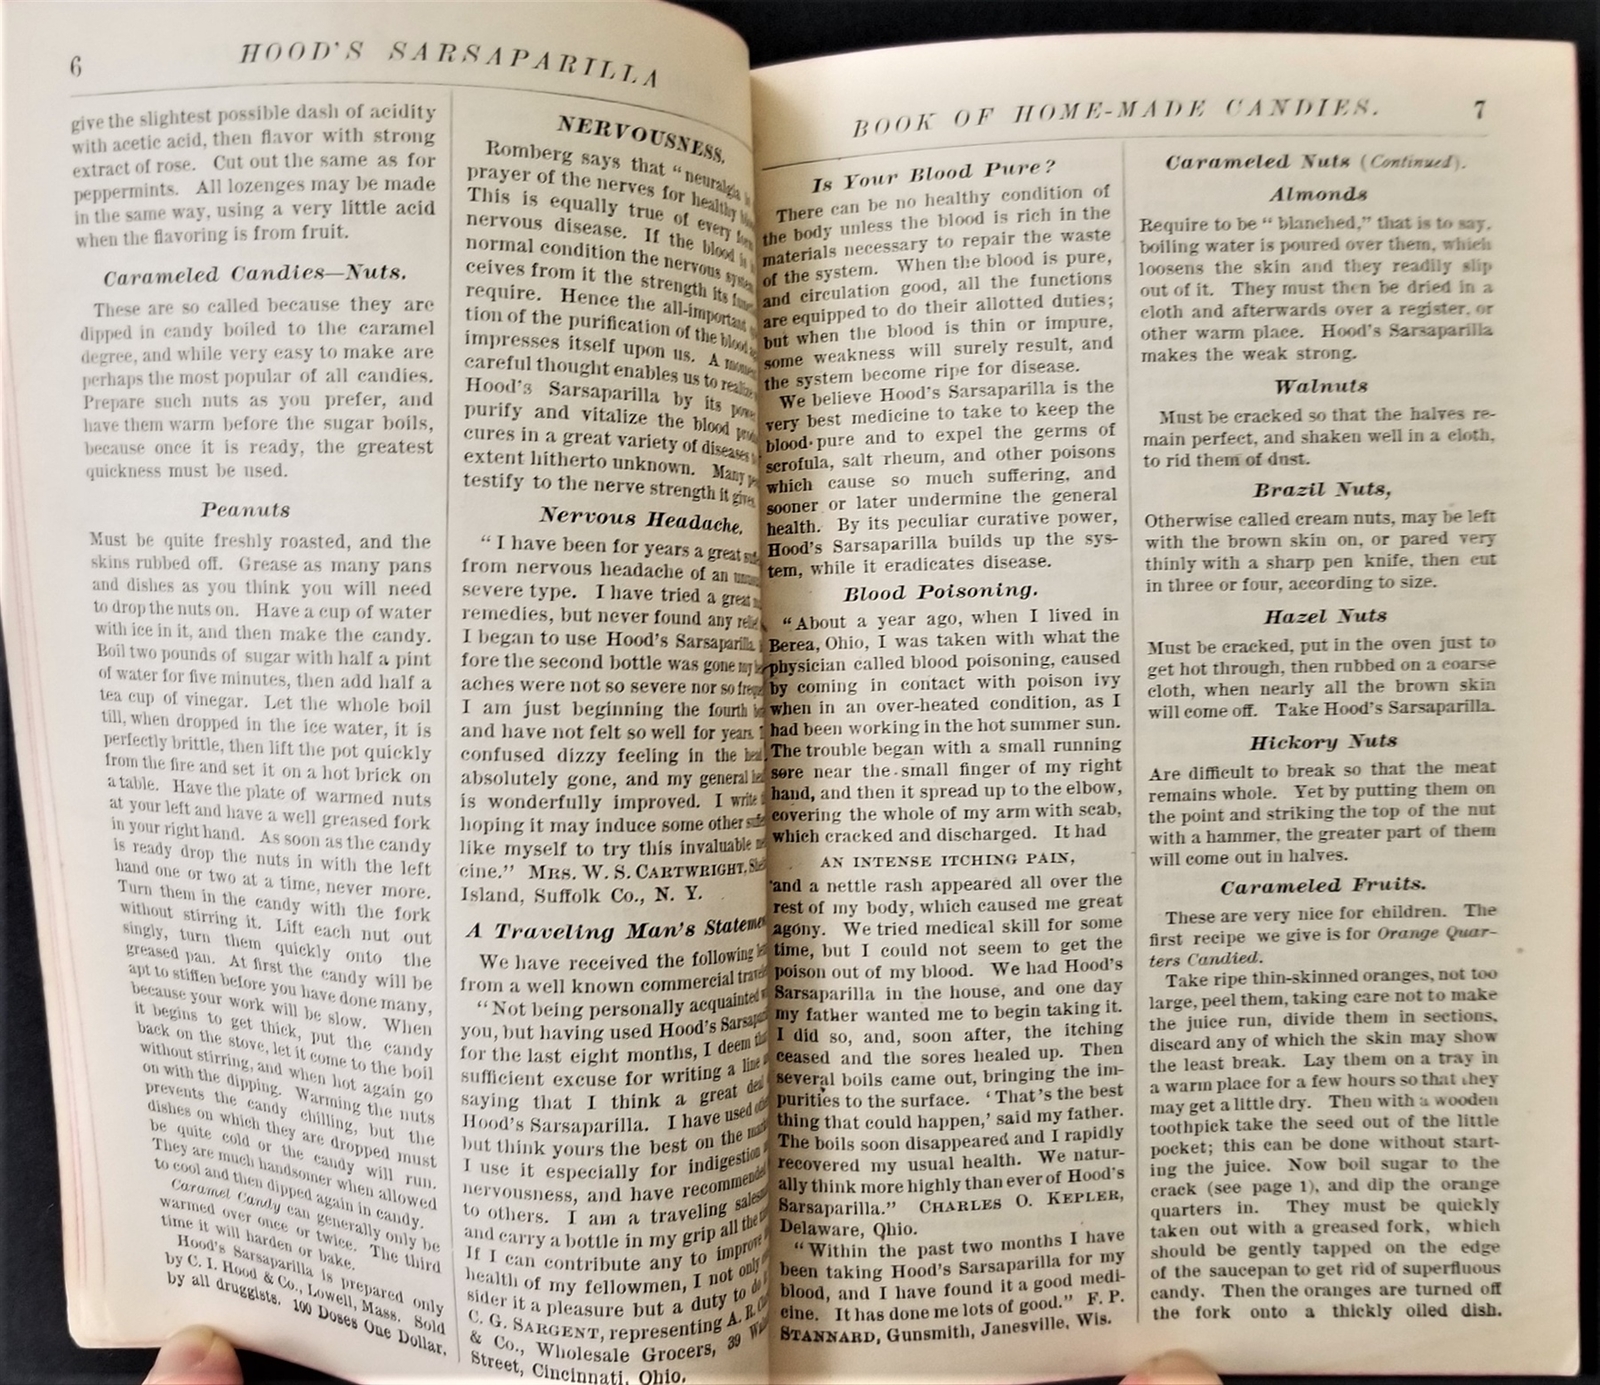 6
HOOD'S SARSAPARILLA
give the slightest possible dash of acidity
with acetic acid, then flavor with strong
extract of rose. Cut out the same as for
peppermints. All lozenges may be made
in the same way, using a very little acid
when the flavoring is from fruit.
Carameled Candies—Nuts.
These are so called because they are
dipped in candy boiled to the caramel
degree, and while very easy to make are
perhaps the most popular of all candies.
Prepare such nuts as you prefer, and
have them warm before the sugar boils,
because once it is ready, the greatest
quickness must be used.
Peanuts
Must be quite freshly roasted, and the
skins rubbed off. Grease as many pans
and dishes as you think you will need
to drop the nuts on. Have a cup of water
with ice in it, and then make the candy.
Boil two pounds of sugar with half a pint
of water for five minutes, then add half a
tea cup of vinegar. Let the whole boil
till, when dropped in the ice water, it is
perfectly brittle, then lift the pot quickly
from the fire and set it on a hot brick on
a table. Have the plate of warmed nuts
at your left and have a well greased fork
in your right hand. As soon as the candy
is ready drop the nuts in with the left
hand one or two at a time, never more.
Turn them in the candy with the fork
without stirring it. Lift each nut out
singly, turn them quickly onto the
greased pan. At first the candy will be
apt to stiffen before you have done many,
because your work will be slow. When
it begins to get thick, put the candy
back on the stove, let it come to the boil
without stirring, and when hot again go
on with the dipping. Warming the nuts
prevents the candy chilling, but the
dishes on which they are dropped must
be quite cold or the candy will run.
They are much handsomer when allowed
to cool and then dipped again in candy.
Caramel Candy can generally only be
warmed over once or twice. The third
time it will harden or bake.
Hood's Sarsaparilla is prepared only
by C. I. Hood & Co., Lowell, Mass. Sold
by all druggists. 100 Doses One Dollar.
NERVOUSNESS.
Romberg says that "neuralgia
prayer of the nerves for healthy
This is equally true of every
nervous disease. If the blood
normal condition the nervous system
ceives from it the strength its
require. Hence the all-important
tion of the purification of the blood
impresses itself upon us. A
careful thought enables us to realize
Hood's Sarsaparilla by its
purify and vitalize the blood
cures in a great variety of diseases
extent hitherto unknown. Many
testify to the nerve strength it gives.
Nervous Headache.
"I have been for years a great
from nervous headache of an
severe type. I have tried a great
remedies, but never found any
I began to use Hood's Sarsaparilla.
fore the second bottle was gone my
aches were not so severe nor so
I am just beginning the fourth
and have not felt so well for years.
confused dizzy feeling in the
absolutely gone, and my general
is wonderfully improved. I write
hoping it may induce some other
like myself to try this invaluable
cine." MRS. W. S. CARTWRIGHT,
Island, Suffolk Co., N. Y.
A Traveling Man's
We have received the following
from a well known commercial
"Not being personally acquainted
you, but having used Hood's
for the last eight months, I deem
sufficient excuse for writing a line
saying that I think a great deal
Hood's Sarsaparilla. I have used
but think yours the best on the
I use it especially for indigestion
nervousness, and have recommended
to others. I am a traveling
and carry a bottle in my grip all the
If I can contribute any to improve
health of my fellowmen, I not only
sider it a pleasure but a duty to do
C. G. SARGENT, representing A. R.
& Co., Wholesale Grocers, 39
Street, Cincinnati, Ohio.
BOOK OF HOME-MADE CANDIES.
7
Is Your Blood Pure?
There can be no healthy condition of
the body unless the blood is rich in the
materials necessary to repair the waste
of the system. When the blood is pure,
and circulation good, all the functions
are equipped to do their allotted duties;
but when the blood is thin or impure,
some weakness will surely result, and
the system become ripe for disease.
We believe Hood's Sarsaparilla is the
very best medicine to take to keep the
blood pure and to expel the germs of
scrofula, salt rheum, and other poisons
which cause so much suffering, and
sooner or later undermine the general
health. By its peculiar curative power,
Hood's Sarsaparilla builds up the sys-
tem, while it eradicates disease.
Blood Poisoning.
"About a year ago, when I lived in
Berea, Ohio, I was taken with what the
physician called blood poisoning, caused
by coming in contact with poison ivy
when in an over-heated condition, as I
had been working in the hot summer sun.
The trouble began with a small running
sore near the small finger of my right
hand, and then it spread up to the elbow,
covering the whole of my arm with scab,
which cracked and discharged. It had
AN INTENSE ITCHING PAIN,
and a nettle rash appeared all over the
rest of my body, which caused me great
agony. We tried medical skill for some
time, but I could not seem to get the
poison out of my blood. We had Hood's
Sarsaparilla in the house, and one day
my father wanted me to begin taking it.
I did so, and, soon after, the itching
ceased and the sores healed up. Then
several boils came out, bringing the im-
purities to the surface. 'That's the best
thing that could happen,' said my father.
The boils soon disappeared and I rapidly
recovered my usual health. We natur-
ally think more highly than ever of Hood's
Sarsaparilla." CHARLES O. KEPLER,
Delaware, Ohio.
"Within the past two months I have
been taking Hood's Sarsaparilla for my
blood, and I have found it a good medi-
cine. It has done me lots of good." F. P.
STANNARD, Gunsmith, Janesville, Wis.
Carameled Nuts (Continued).
Almonds
Require to be "blanched," that is to say,
boiling water is poured over them, which
loosens the skin and they readily slip
out of it. They must then be dried in a
cloth and afterwards over a register, or
other warm place. Hood's Sarsaparilla
makes the weak strong.
Walnuts
Must be cracked so that the halves re-
main perfect, and shaken well in a cloth,
to rid them of dust.
Brazil Nuts,
Otherwise called cream nuts, may be left
with the brown skin on, or pared very
thinly with a sharp pen knife, then cut
in three or four, according to size.
Hazel Nuts
Must be cracked, put in the oven just to
get hot through, then rubbed on a coarse
cloth, when nearly all the brown skin
will come off. Take Hood's Sarsaparilla.
Hickory Nuts
Are difficult to break so that the meat
remains whole. Yet by putting them on
the point and striking the top of the nut
with a hammer, the greater part of them
will come out in halves.
Carameled Fruits.
These are very nice for children. The
first recipe we give is for Orange Quar-
ters Candied.
Take ripe thin-skinned oranges, not too
large, peel them, taking care not to make
the juice run, divide them in sections,
discard any of which the skin may show
the least break. Lay them on a tray in
a warm place for a few hours so that they
may get a little dry. Then with a wooden
toothpick take the seed out of the little
pocket; this can be done without start-
ing the juice. Now boil sugar to the
crack (see page 1), and dip the orange
quarters in. They must be quickly
taken out with a greased fork, which
should be gently tapped on the edge
of the saucepan to get rid of superfluous
candy. Then the oranges are turned off
the fork onto a thickly oiled dish.